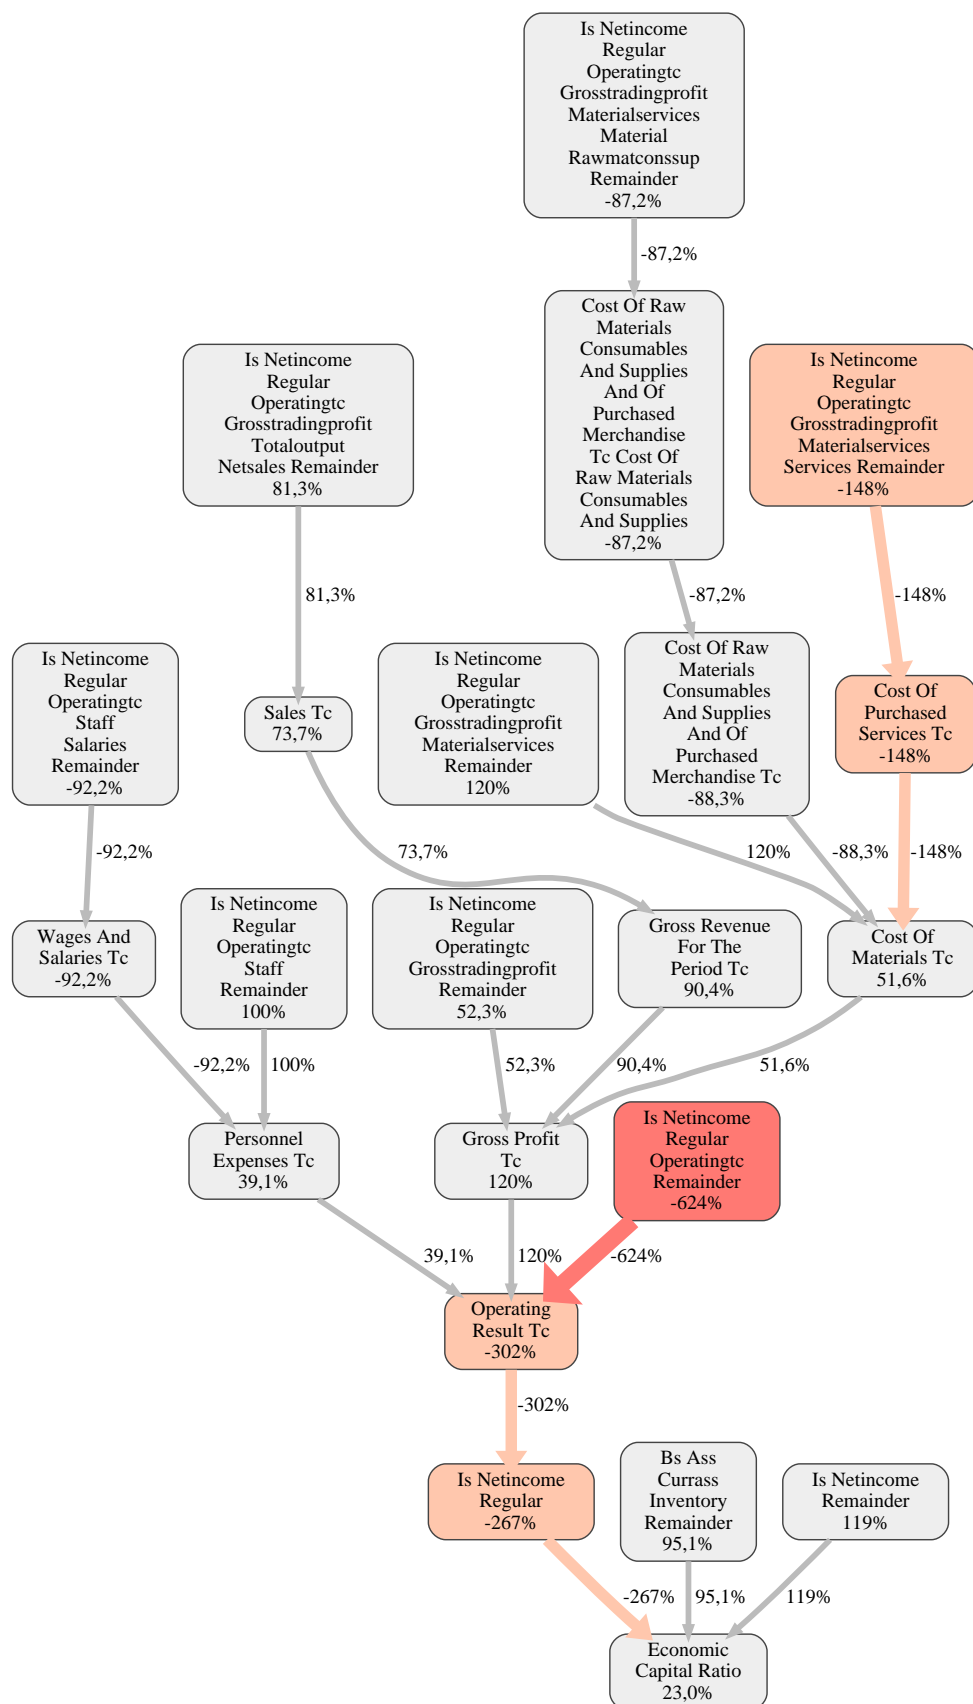 Is Netincome
Regular
Operatingtc
Grosstradingprofit
Materialservices
Material
Rawmatconssup
Remainder
-87,2%
-87,2%
Cost Of Raw
Materials
Consumables
And Supplies
And Of
Purchased
Merchandise
Tc Cost Of
Raw Materials
Consumables
And Supplies
-87,2%
Is Netincome
Regular
Operatingtc
Grosstradingprofit
Totaloutput
Netsales Remainder
81,3%
Is Netincome
Regular
Operatingtc
Grosstradingprofit
Materialservices
Services Remainder
-148%
81,3%
-87,2%
-148%
Is Netincome
Regular
Operatingtc
Staff
Salaries
Remainder
-92,2%
Sales Tc
73,7%
Is Netincome
Regular
Operatingtc
Grosstradingprofit
Materialservices
Remainder
120%
Cost Of Raw
Materials
Consumables
And Supplies
And Of
Purchased
Merchandise Tc
-88,3%
Cost Of
Purchased
Services Tc
-148%
-92,2%
73,7%
120%
-88,3%
-148%
Wages And
Salaries Tc
-92,2%
Is Netincome
Regular
Operatingtc
Staff
Remainder
100%
Is Netincome
Regular
Operatingtc
Grosstradingprofit
Remainder
52,3%
Gross Revenue
For The
Period Tc
90,4%
Cost Of
Materials Tc
51,6%
-92,2%
100%
52,3%
90,4%
51,6%
Personnel
Expenses Tc
39,1%
Gross Profit
Tc
120%
Is Netincome
Regular
Operatingtc
Remainder
-624%
39,1%
120%
-624%
Operating
Result Tc
-302%
-302%
Is Netincome
Regular
-267%
Bs Ass
Currass
Inventory
Remainder
95,1%
Is Netincome
Remainder
119%
-267%
95,1%
119%
Economic
Capital Ratio
23,0%